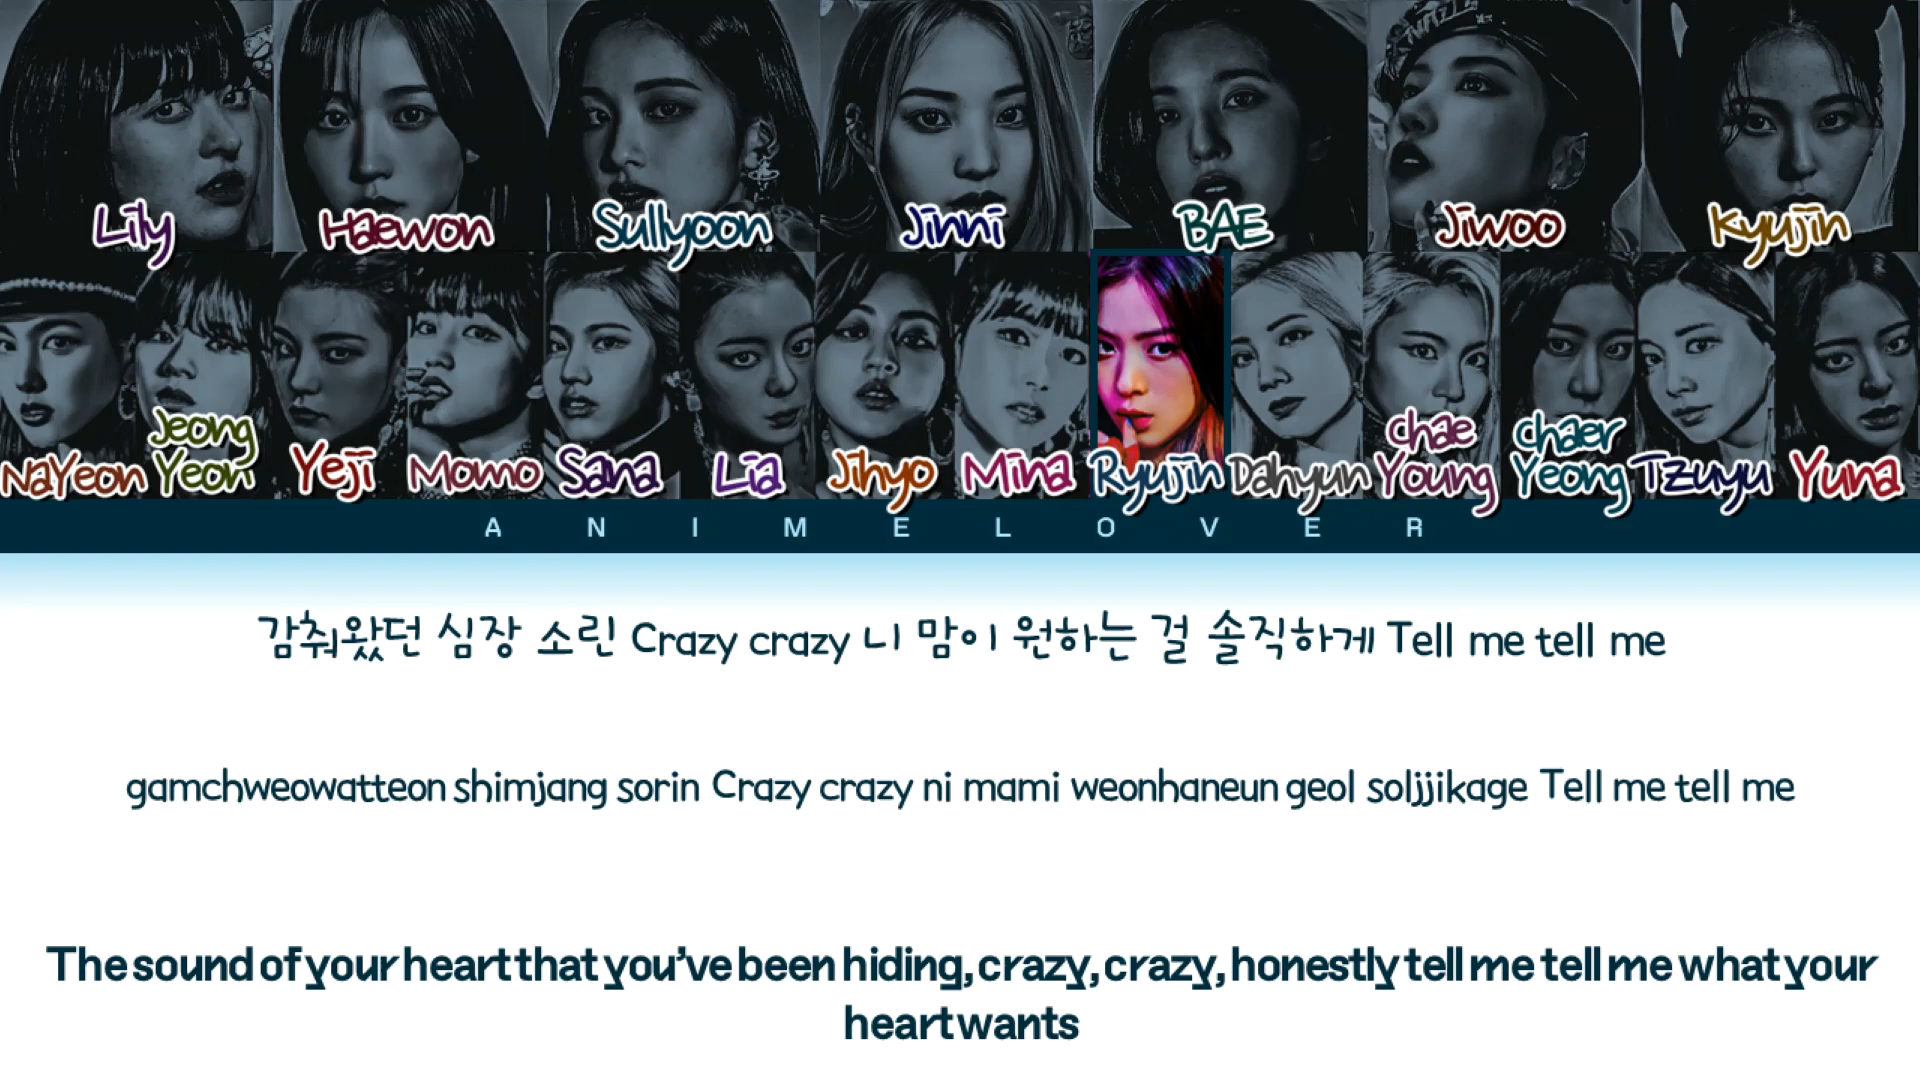 Lily Haewon Sullyoon Jinni BAE Jiwoo Kyujin
NaYeon Jeong Yeon Yeji Momo Sana Lia Jihyo Mina Ryujin Dahyun Chae Young Chaer Yeong Tzuyu Yuna
A N I M E L O V E R
감춰왔던 심장 소린 Crazy crazy 니 맘이 원하는 걸 솔직하게 Tell me tell me
gamchweowatteon shimjang sorin Crazy crazy ni mami weonhaneun geol soljjikage Tell me tell me
The sound of your heart that you've been hiding, crazy, crazy, honestly tell me tell me what your
heart wants